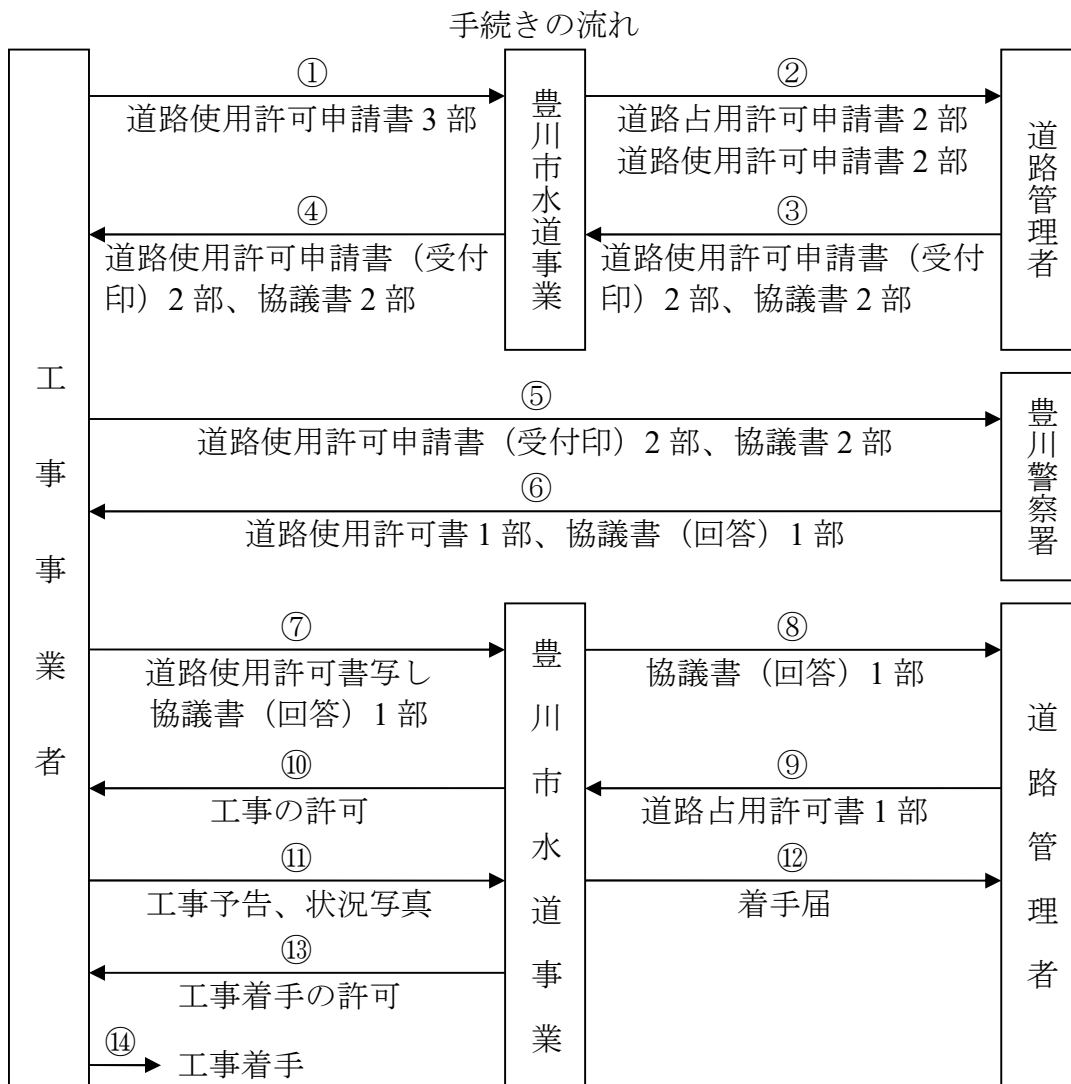 手続きの流れ
工事事業者
豊川市水道事業
道路管理者
①
道路使用許可申請書3部
②
道路占用許可申請書2部
道路使用許可申請書2部
④
道路使用許可申請書（受付
印）2部、協議書2部
③
道路使用許可申請書（受付
印）2部、協議書2部
豊川警察署
⑤
道路使用許可申請書（受付印）2部、協議書2部
⑥
道路使用許可書1部、協議書（回答）1部
豊川市水道事業
道路管理者
⑦
道路使用許可書写し
協議書（回答）1部
⑧
協議書（回答）1部
⑩
工事の許可
⑨
道路占用許可書1部
⑪
工事予告、状況写真
⑫
着手届
⑬
工事着手の許可
⑭
工事着手